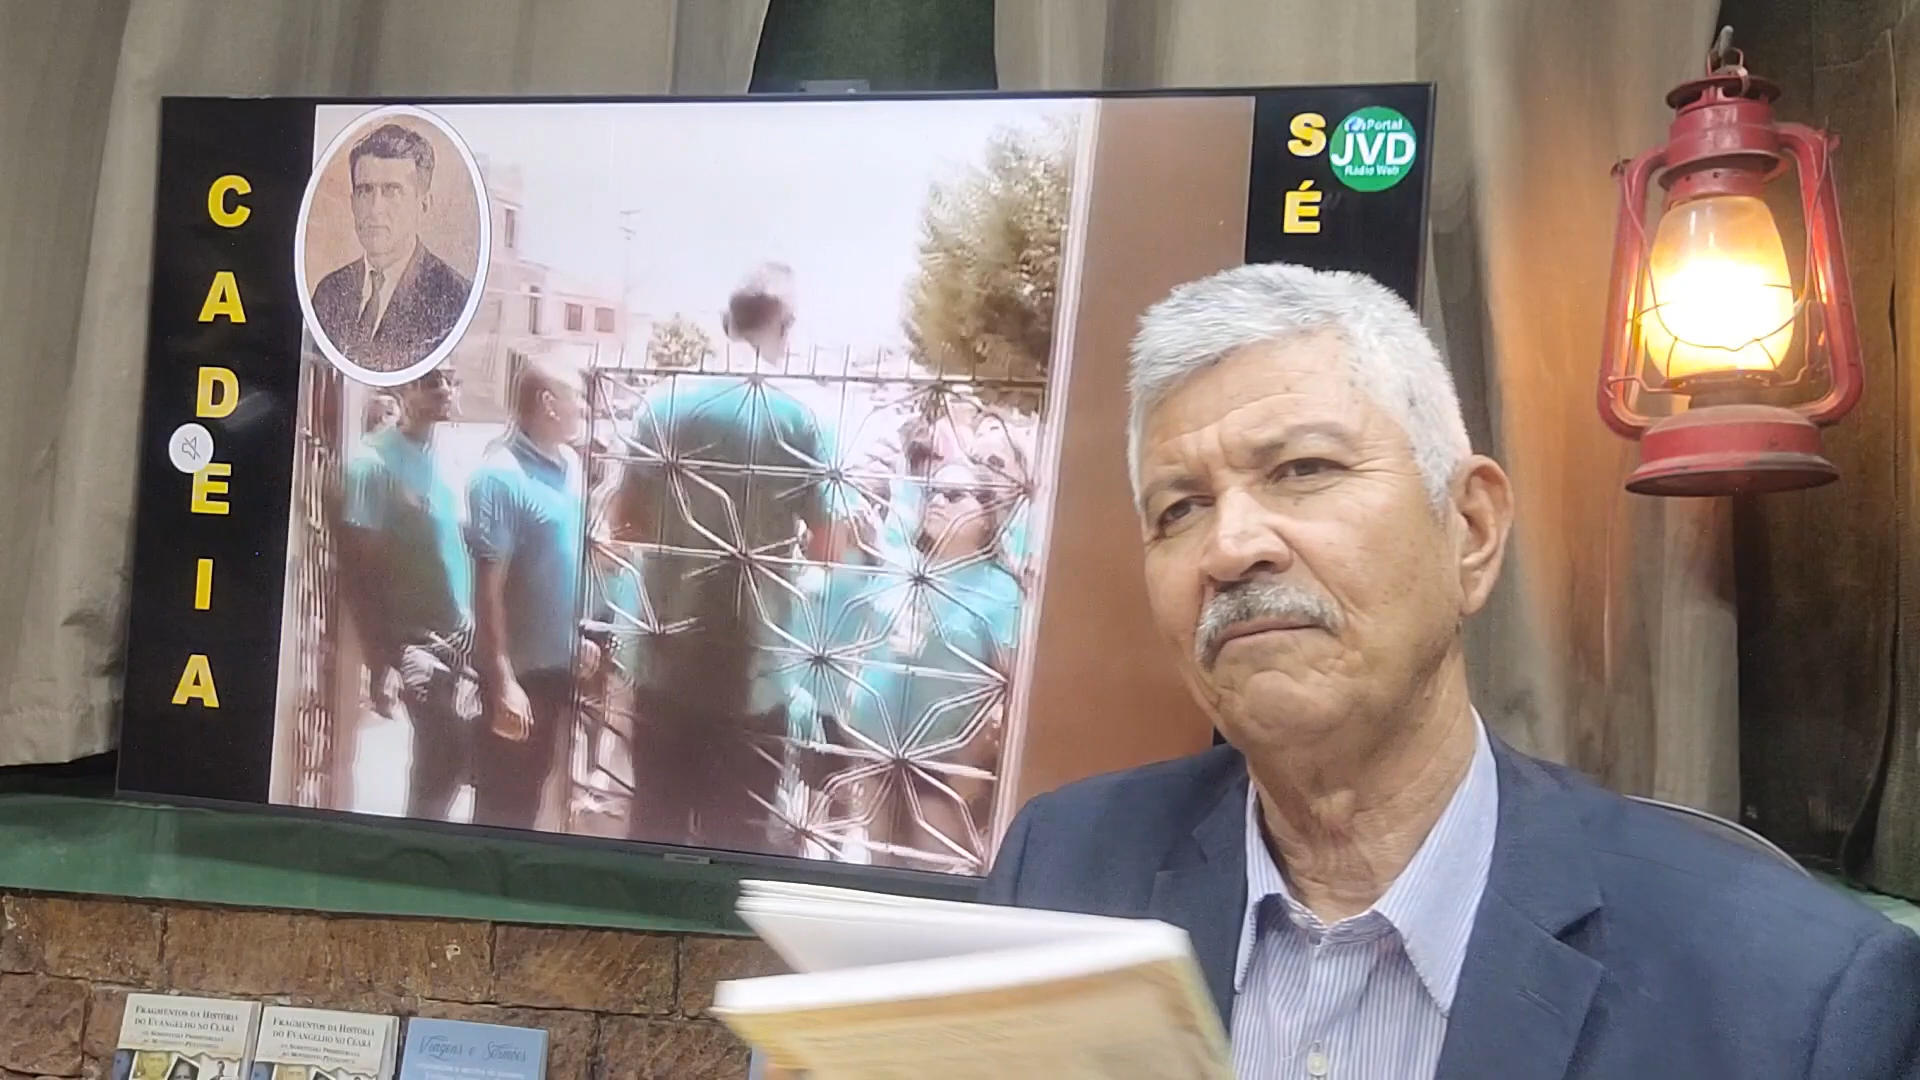 CADEIA
SÉ
Portal
JVD
Rádio Web
FRAGMENTOS DA HISTÓRIA
DO EVANGELHO NO CEARÁ
FRAGMENTOS DA HISTÓRIA
DO EVANGELHO NO CEARÁ
Viagens e Sermões